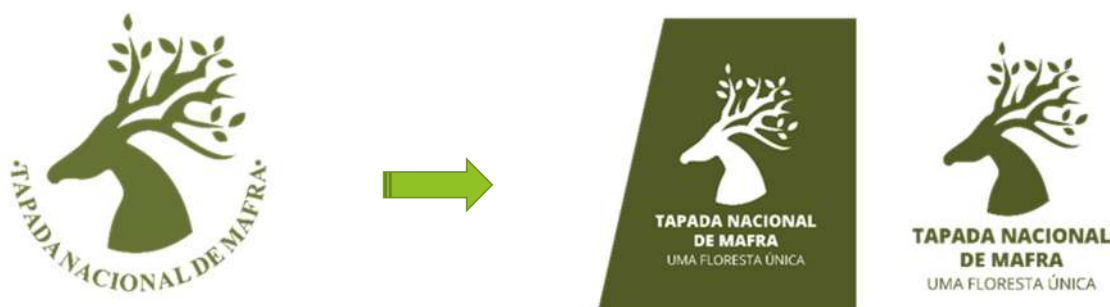 •TAPADA NACIONAL DE MAFRA•
TAPADA NACIONAL
DE MAFRA
UMA FLORESTA ÚNICA
TAPADA NACIONAL
DE MAFRA
UMA FLORESTA ÚNICA